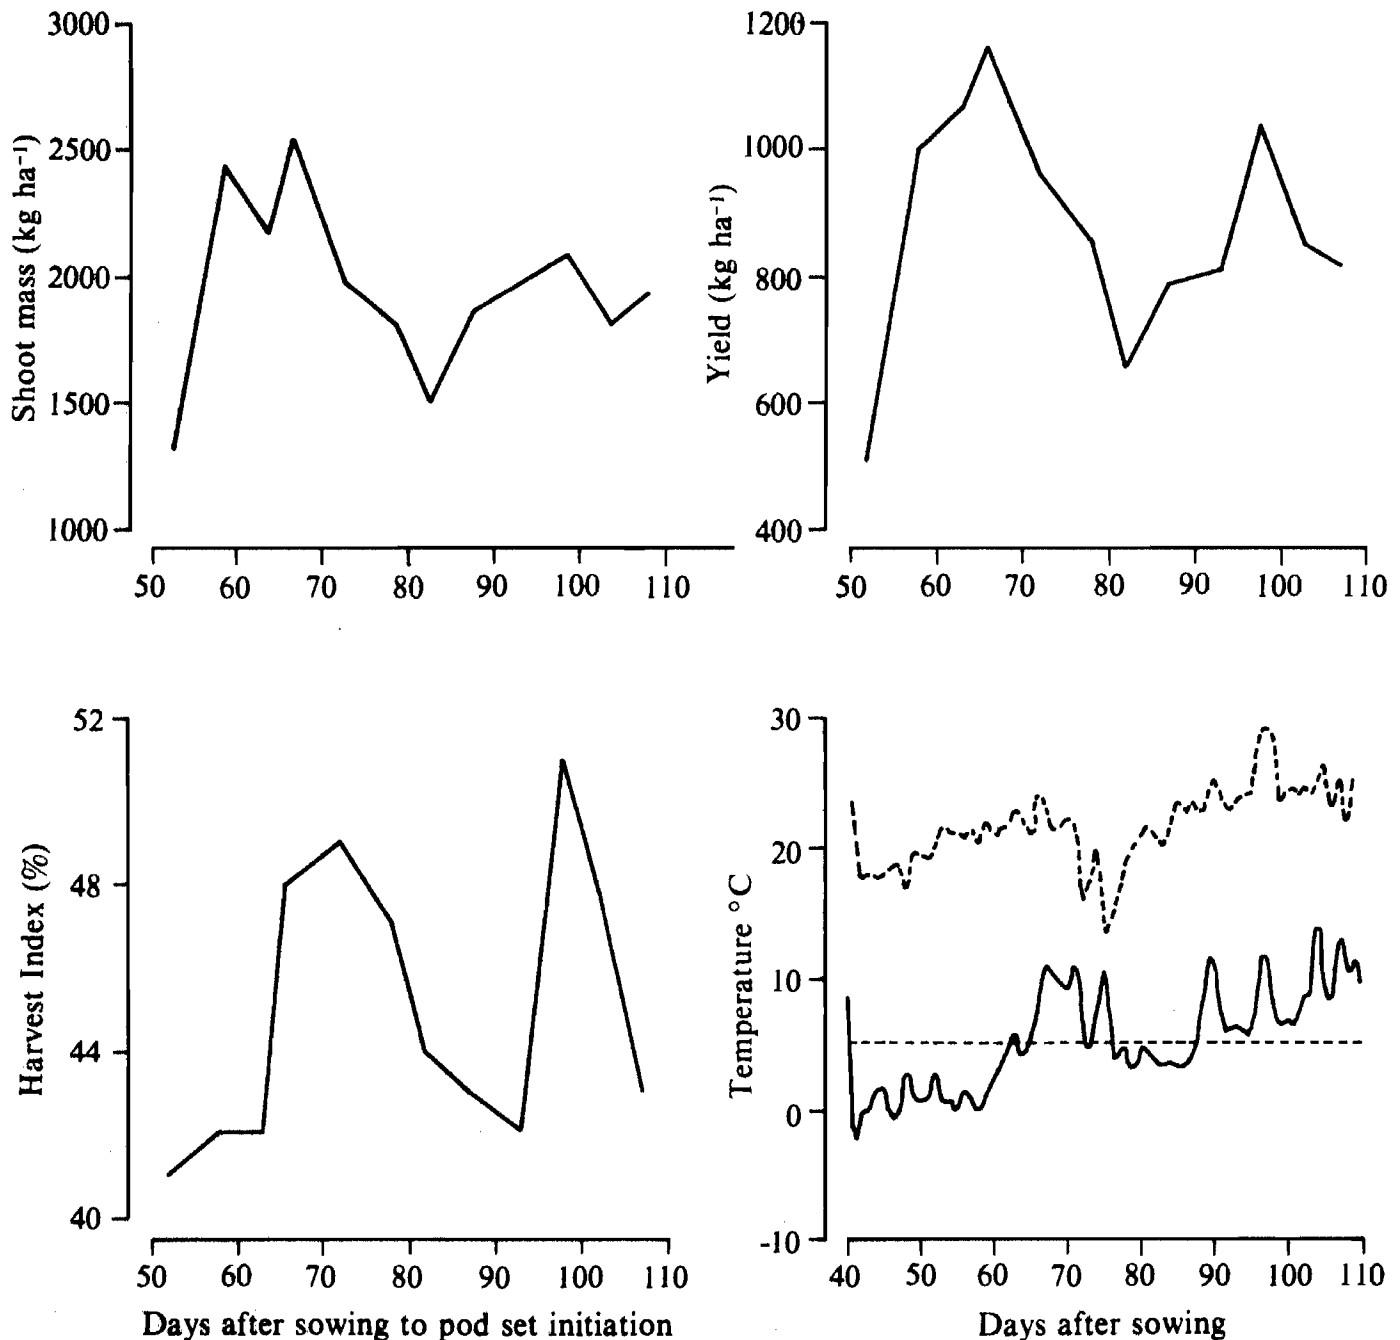 3000
2500
2000
1500
1000
Shoot mass (kg ha⁻¹)
50 60 70 80 90 100 110
1200
1000
800
600
400
Yield (kg ha⁻¹)
50 60 70 80 90 100 110
52
48
44
40
Harvest Index (%)
50 60 70 80 90 100 110
Days after sowing to pod set initiation
30
20
10
0
-10
Temperature °C
40 50 60 70 80 90 100 110
Days after sowing